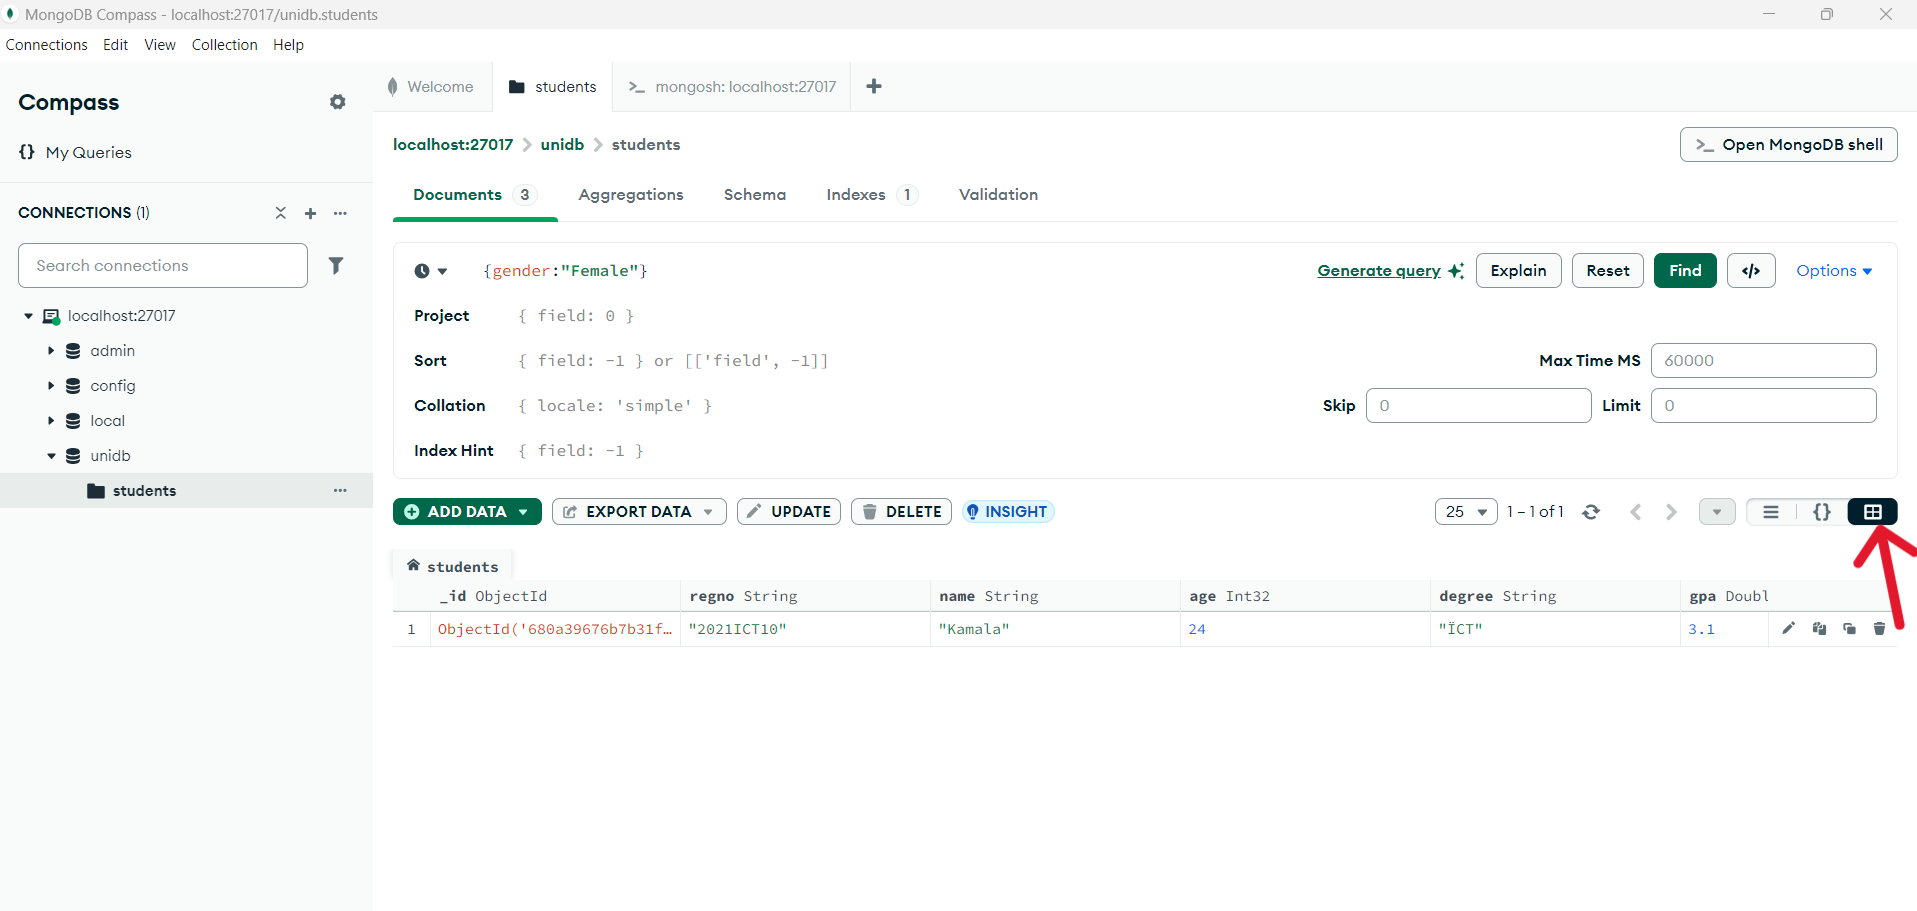 MongoDB Compass - localhost:27017/unidb.students
Connections Edit View Collection Help
Compass
{} My Queries
CONNECTIONS (1)
Search connections
localhost:27017
admin
config
local
unidb
students
Welcome students >_ mongosh: localhost:27017
localhost:27017 > unidb > students
>_ Open MongoDB shell
Documents 3 Aggregations Schema Indexes 1 Validation
{gender:"Female"}
Generate query Explain Reset Find </> Options
Project { field: 0 }
Sort { field: -1 } or [['field', -1]]
Max Time MS 60000
Collation { locale: 'simple' }
Skip 0 Limit 0
Index Hint { field: -1 }
ADD DATA EXPORT DATA UPDATE DELETE INSIGHT
25 1 – 1 of 1 {}
students
_id ObjectId regno String name String age Int32 degree String gpa Doubl
1 ObjectId('680a39676b7b31f… "2021ICT10" "Kamala" 24 "ÏCT" 3.1